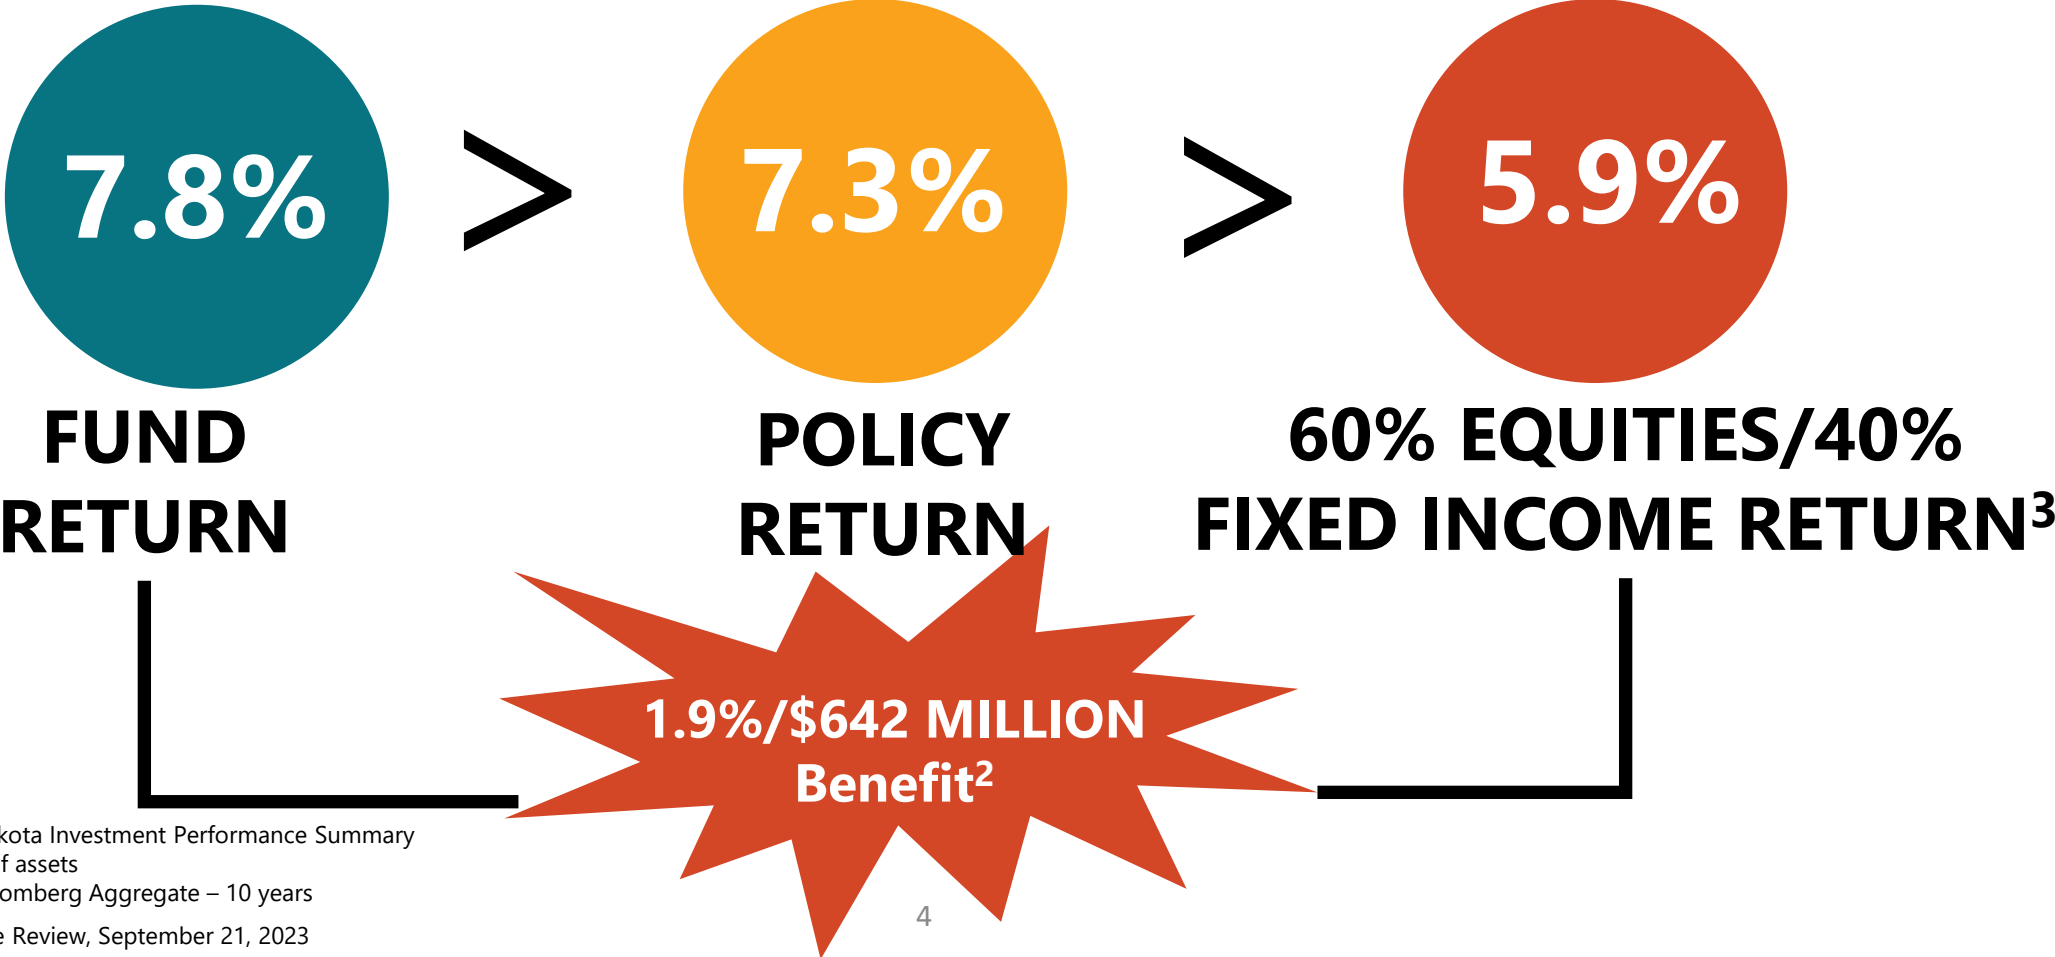 7.8% > 7.3% > 5.9%
FUND
RETURN
POLICY
RETURN
60% EQUITIES/40%
FIXED INCOME RETURN³
1.9%/$642 MILLION
Benefit²
kota Investment Performance Summary
f assets
omberg Aggregate – 10 years
e Review, September 21, 2023
4